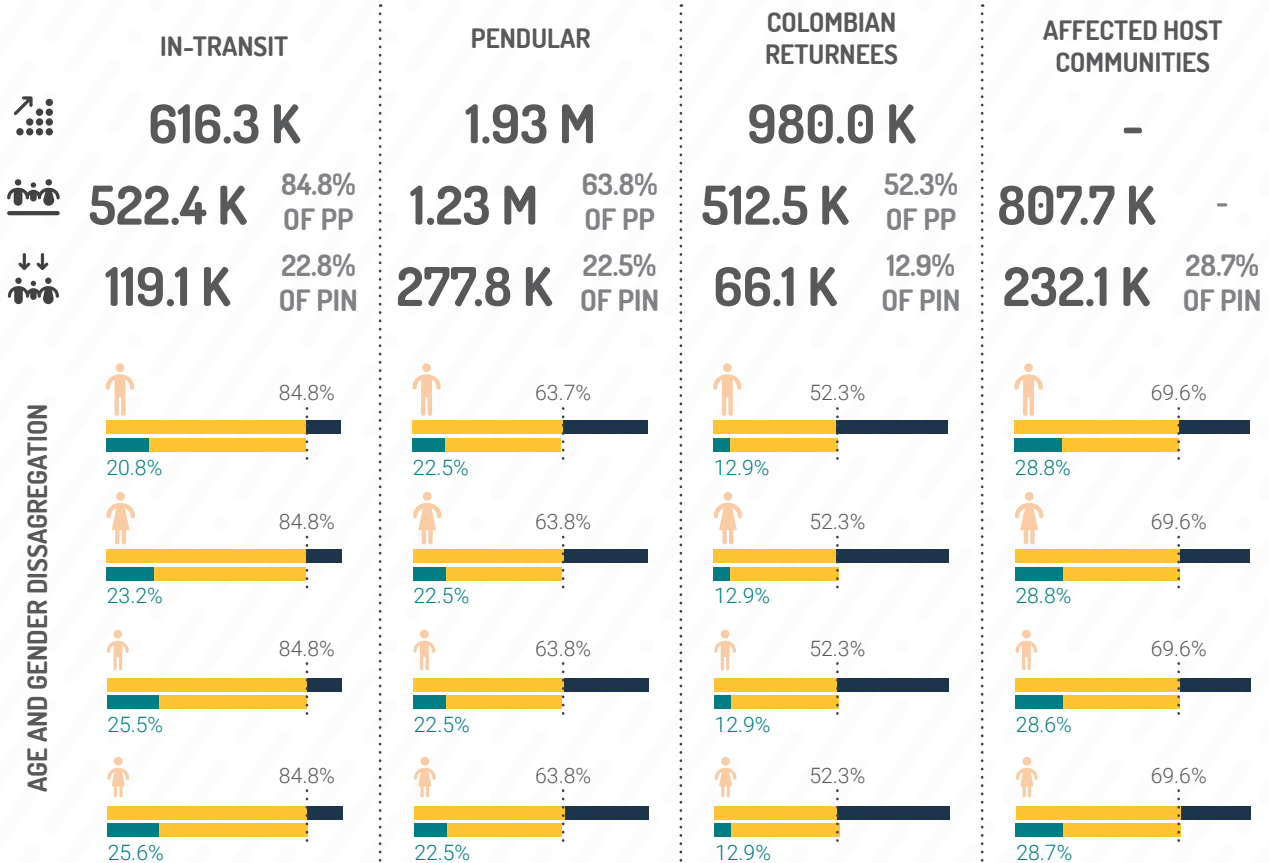 IN-TRANSIT
PENDULAR
COLOMBIAN
RETURNEES
AFFECTED HOST
COMMUNITIES
616.3 K
1.93 M
980.0 K
-
522.4 K
84.8%
OF PP
1.23 M
63.8%
OF PP
512.5 K
52.3%
OF PP
807.7 K
-
119.1 K
22.8%
OF PIN
277.8 K
22.5%
OF PIN
66.1 K
12.9%
OF PIN
232.1 K
28.7%
OF PIN
AGE AND GENDER DISSAGREGATION
84.8%
63.7%
52.3%
69.6%
20.8%
22.5%
12.9%
28.8%
84.8%
63.8%
52.3%
69.6%
23.2%
22.5%
12.9%
28.8%
84.8%
63.8%
52.3%
69.6%
25.5%
22.5%
12.9%
28.6%
84.8%
63.8%
52.3%
69.6%
25.6%
22.5%
12.9%
28.7%